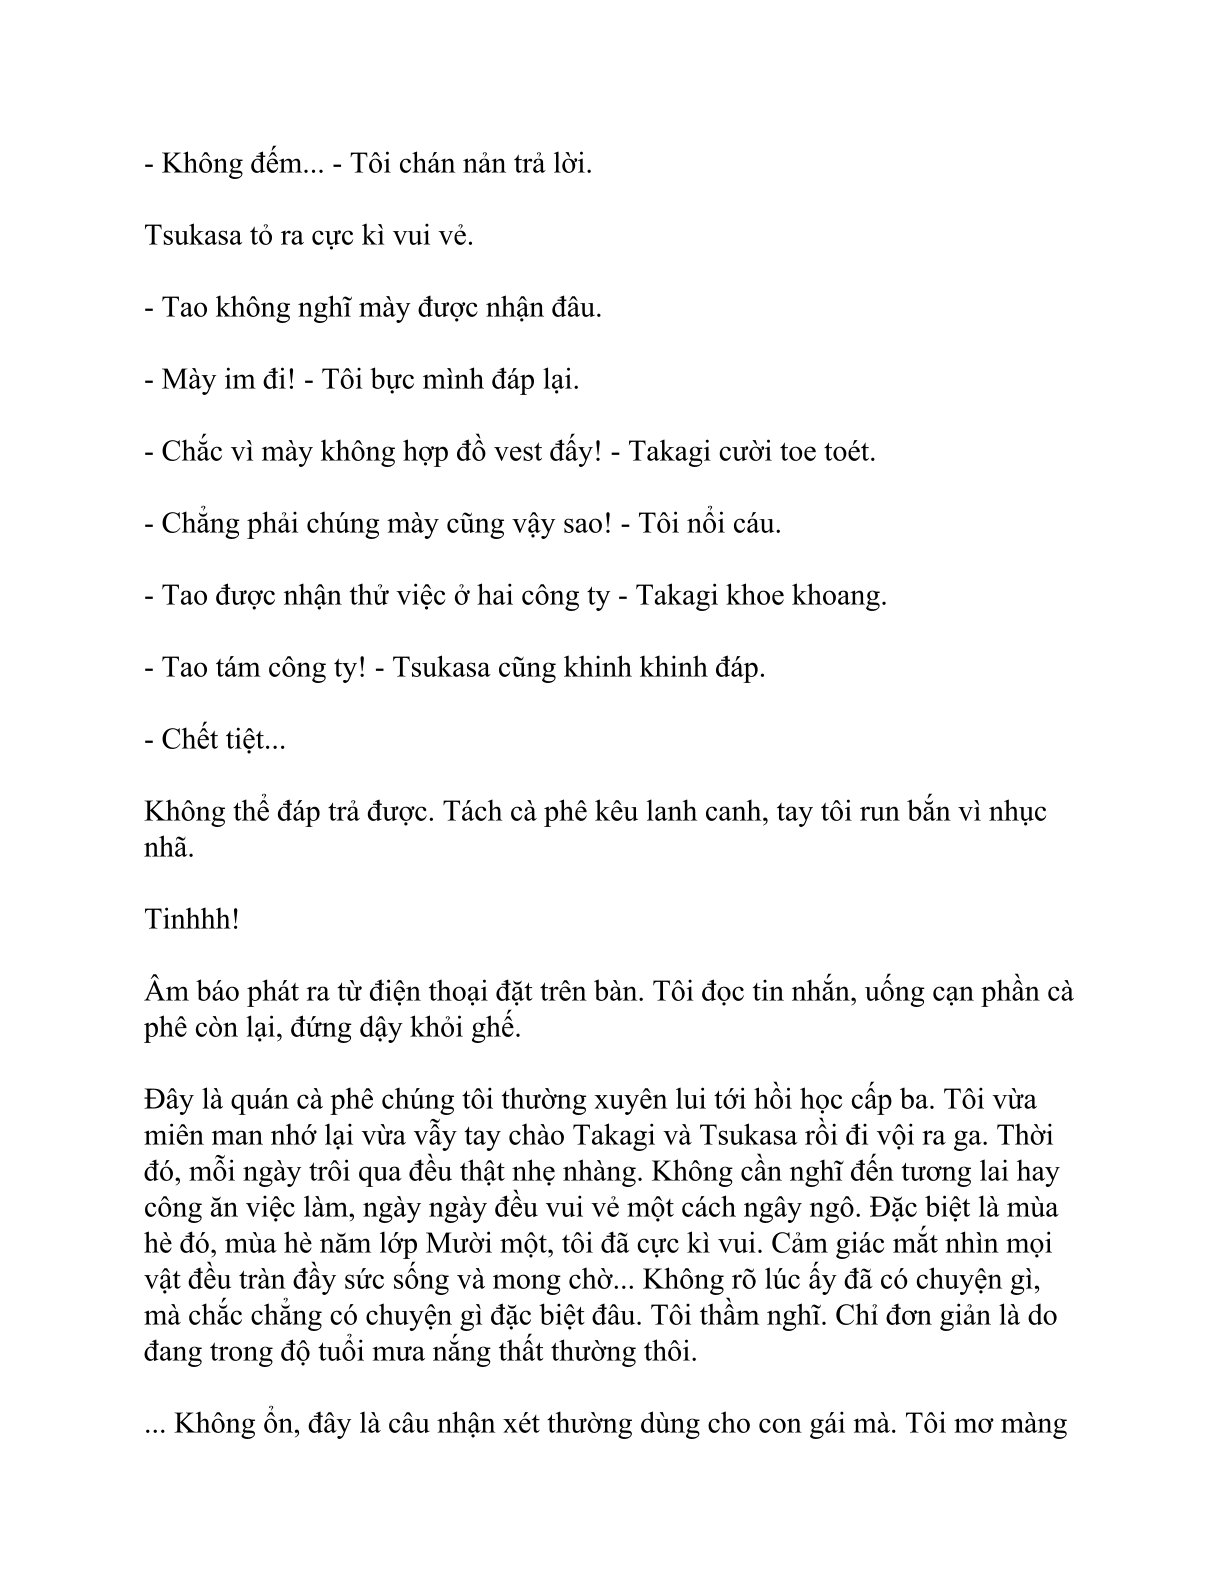 - Không đếm... - Tôi chán nản trả lời.
Tsukasa tỏ ra cực kì vui vẻ.
- Tao không nghĩ mày được nhận đâu.
- Mày im đi! - Tôi bực mình đáp lại.
- Chắc vì mày không hợp đồ vest đấy! - Takagi cười toe toét.
- Chẳng phải chúng mày cũng vậy sao! - Tôi nổi cáu.
- Tao được nhận thử việc ở hai công ty - Takagi khoe khoang.
- Tao tám công ty! - Tsukasa cũng khinh khinh đáp.
- Chết tiệt...
Không thể đáp trả được. Tách cà phê kêu lanh canh, tay tôi run bắn vì nhục
nhã.
Tinhhh!
Âm báo phát ra từ điện thoại đặt trên bàn. Tôi đọc tin nhắn, uống cạn phần cà
phê còn lại, đứng dậy khỏi ghế.
Đây là quán cà phê chúng tôi thường xuyên lui tới hồi học cấp ba. Tôi vừa
miên man nhớ lại vừa vẫy tay chào Takagi và Tsukasa rồi đi vội ra ga. Thời
đó, mỗi ngày trôi qua đều thật nhẹ nhàng. Không cần nghĩ đến tương lai hay
công ăn việc làm, ngày ngày đều vui vẻ một cách ngây ngô. Đặc biệt là mùa
hè đó, mùa hè năm lớp Mười một, tôi đã cực kì vui. Cảm giác mắt nhìn mọi
vật đều tràn đầy sức sống và mong chờ... Không rõ lúc ấy đã có chuyện gì,
mà chắc chẳng có chuyện gì đặc biệt đâu. Tôi thầm nghĩ. Chỉ đơn giản là do
đang trong độ tuổi mưa nắng thất thường thôi.
... Không ổn, đây là câu nhận xét thường dùng cho con gái mà. Tôi mơ màng